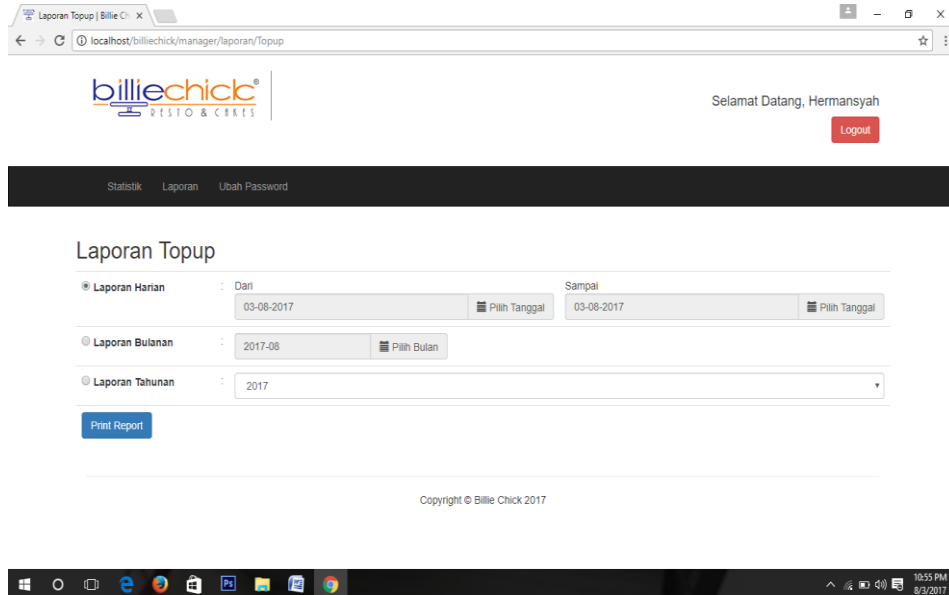 Laporan Topup | Billie Ch
localhost/billiechick/manager/laporan/Topup
billiechick®
RESTO & CAKES
Selamat Datang, Hermansyah
Logout
Statistik Laporan Ubah Password
Laporan Topup
Laporan Harian : Dari Sampai
03-08-2017 Pilih Tanggal 03-08-2017 Pilih Tanggal
Laporan Bulanan : 2017-08 Pilih Bulan
Laporan Tahunan : 2017
Print Report
Copyright © Billie Chick 2017
Ps
10:55 PM
8/3/2017